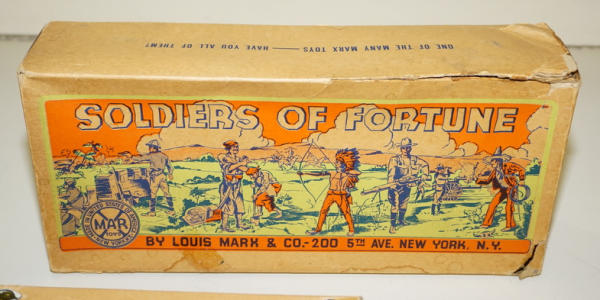 ONE OF THE MANY MARX TOYS — HAVE YOU ALL OF THEM?
SOLDIERS OF FORTUNE
MAR
TOYS
BY LOUIS MARX & CO.-200 5TH AVE. NEW YORK, N.Y.